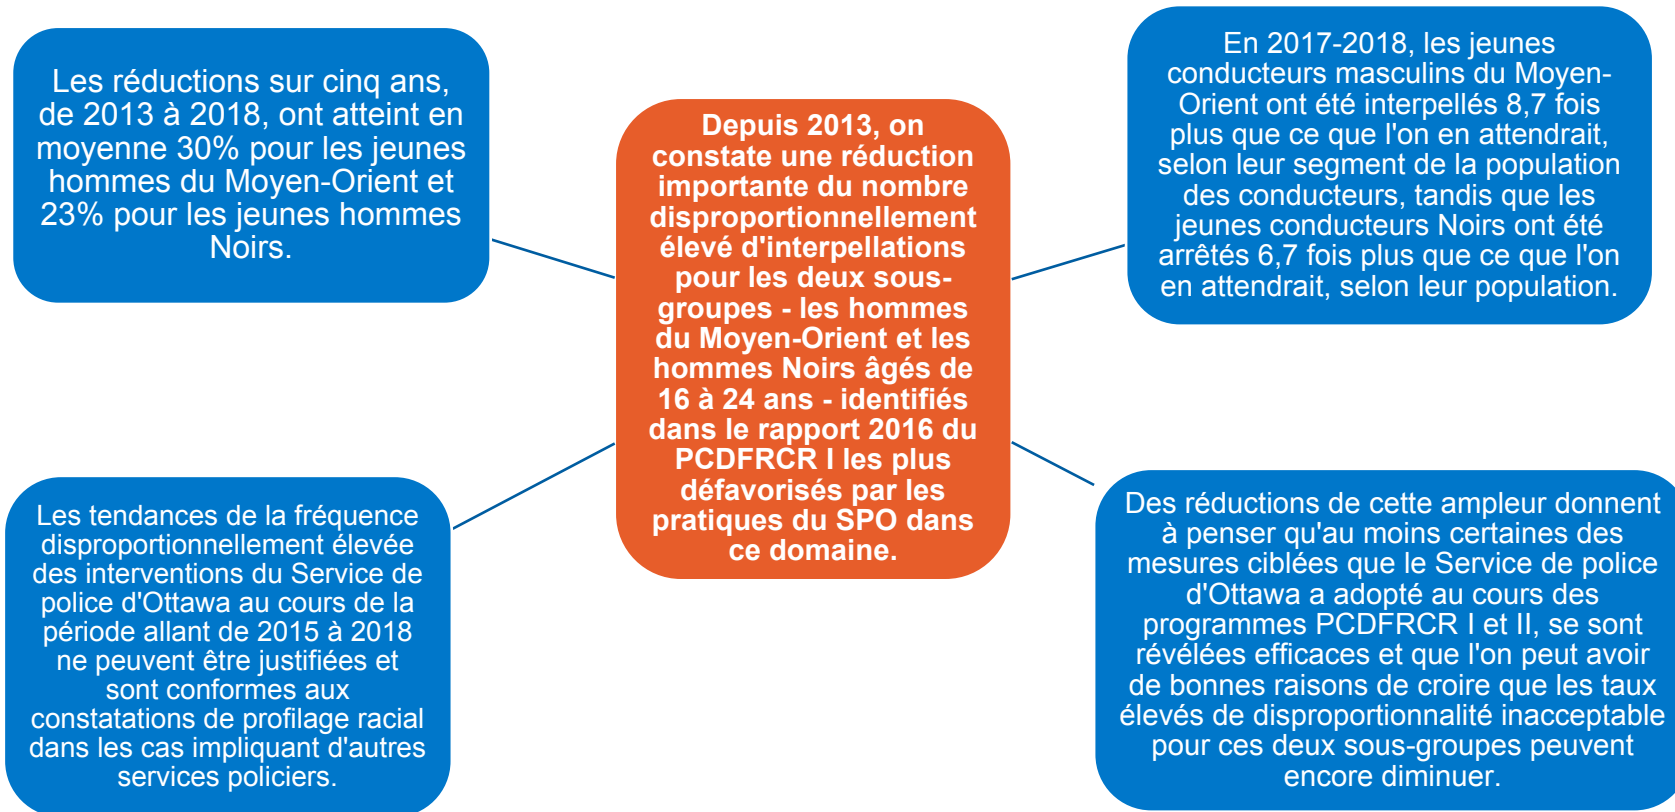 Les réductions sur cinq ans,
de 2013 à 2018, ont atteint en
moyenne 30% pour les jeunes
hommes du Moyen-Orient et
23% pour les jeunes hommes
Noirs.
Depuis 2013, on
constate une réduction
importante du nombre
disproportionnellement
élevé d'interpellations
pour les deux sous-
groupes - les hommes
du Moyen-Orient et les
hommes Noirs âgés de
16 à 24 ans - identifiés
dans le rapport 2016 du
PCDFRCR I les plus
défavorisés par les
pratiques du SPO dans
ce domaine.
En 2017-2018, les jeunes
conducteurs masculins du Moyen-
Orient ont été interpellés 8,7 fois
plus que ce que l'on en attendrait,
selon leur segment de la population
des conducteurs, tandis que les
jeunes conducteurs Noirs ont été
arrêtés 6,7 fois plus que ce que l'on
en attendrait, selon leur population.
Les tendances de la fréquence
disproportionnellement élevée
des interventions du Service de
police d'Ottawa au cours de la
période allant de 2015 à 2018
ne peuvent être justifiées et
sont conformes aux
constatations de profilage racial
dans les cas impliquant d'autres
services policiers.
Des réductions de cette ampleur donnent
à penser qu'au moins certaines des
mesures ciblées que le Service de police
d'Ottawa a adopté au cours des
programmes PCDFRCR I et II, se sont
révélées efficaces et que l'on peut avoir
de bonnes raisons de croire que les taux
élevés de disproportionnalité inacceptable
pour ces deux sous-groupes peuvent
encore diminuer.